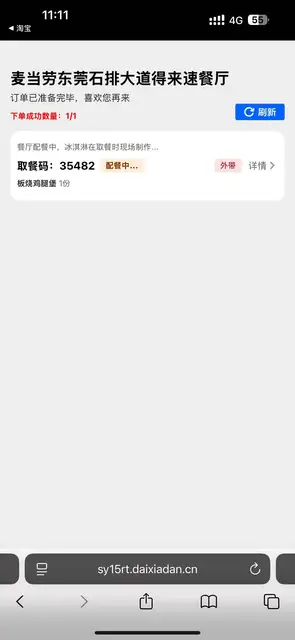 11:11
4G
55
淘宝
麦当劳东莞石排大道得来速餐厅
订单已准备完毕，喜欢您再来
下单成功数量：1/1
刷新
餐厅配餐中，冰淇淋在取餐时现场制作...
取餐码：35482 配餐中... 外带 详情
板烧鸡腿堡 1份
sy15rt.daixiadan.cn